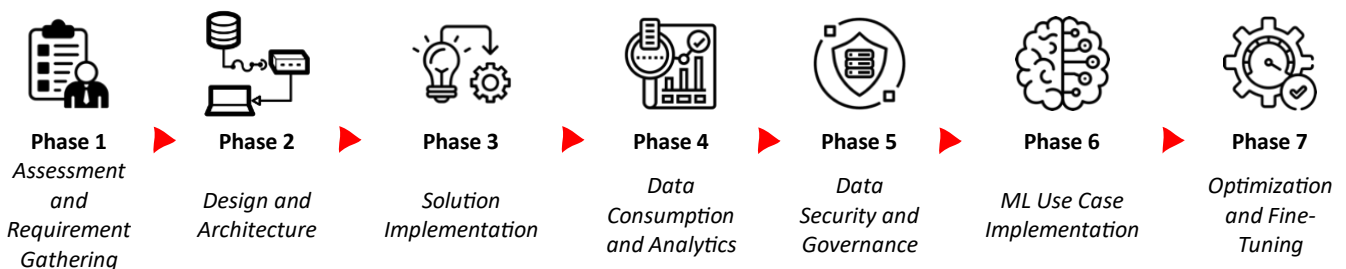 Phase 1
Assessment
and
Requirement
Gathering
Phase 2
Design and
Architecture
Phase 3
Solution
Implementation
Phase 4
Data
Consumption
and Analytics
Phase 5
Data
Security and
Governance
Phase 6
ML Use Case
Implementation
Phase 7
Optimization
and Fine-
Tuning